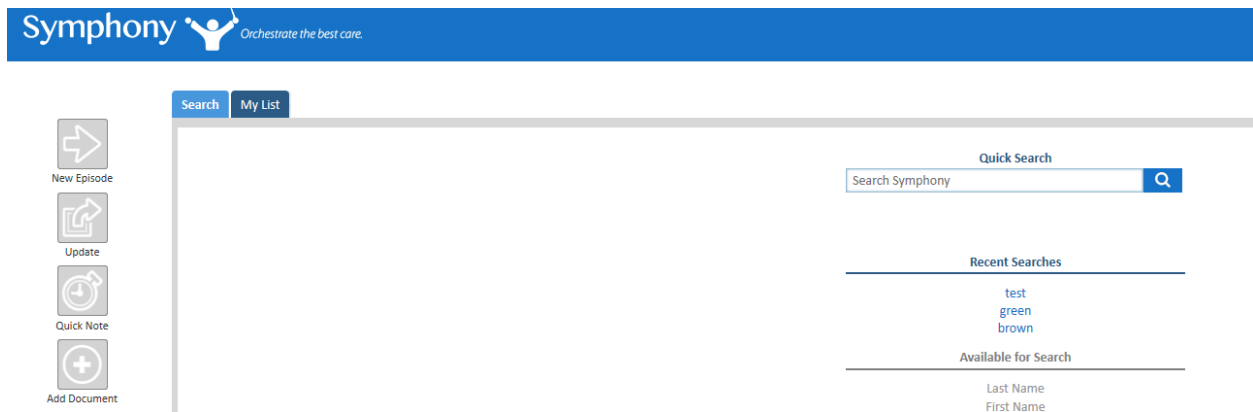 Symphony Orchestrate the best care.
Search My List
New Episode
Update
Quick Note
Add Document
Quick Search
Search Symphony
Recent Searches
test
green
brown
Available for Search
Last Name
First Name